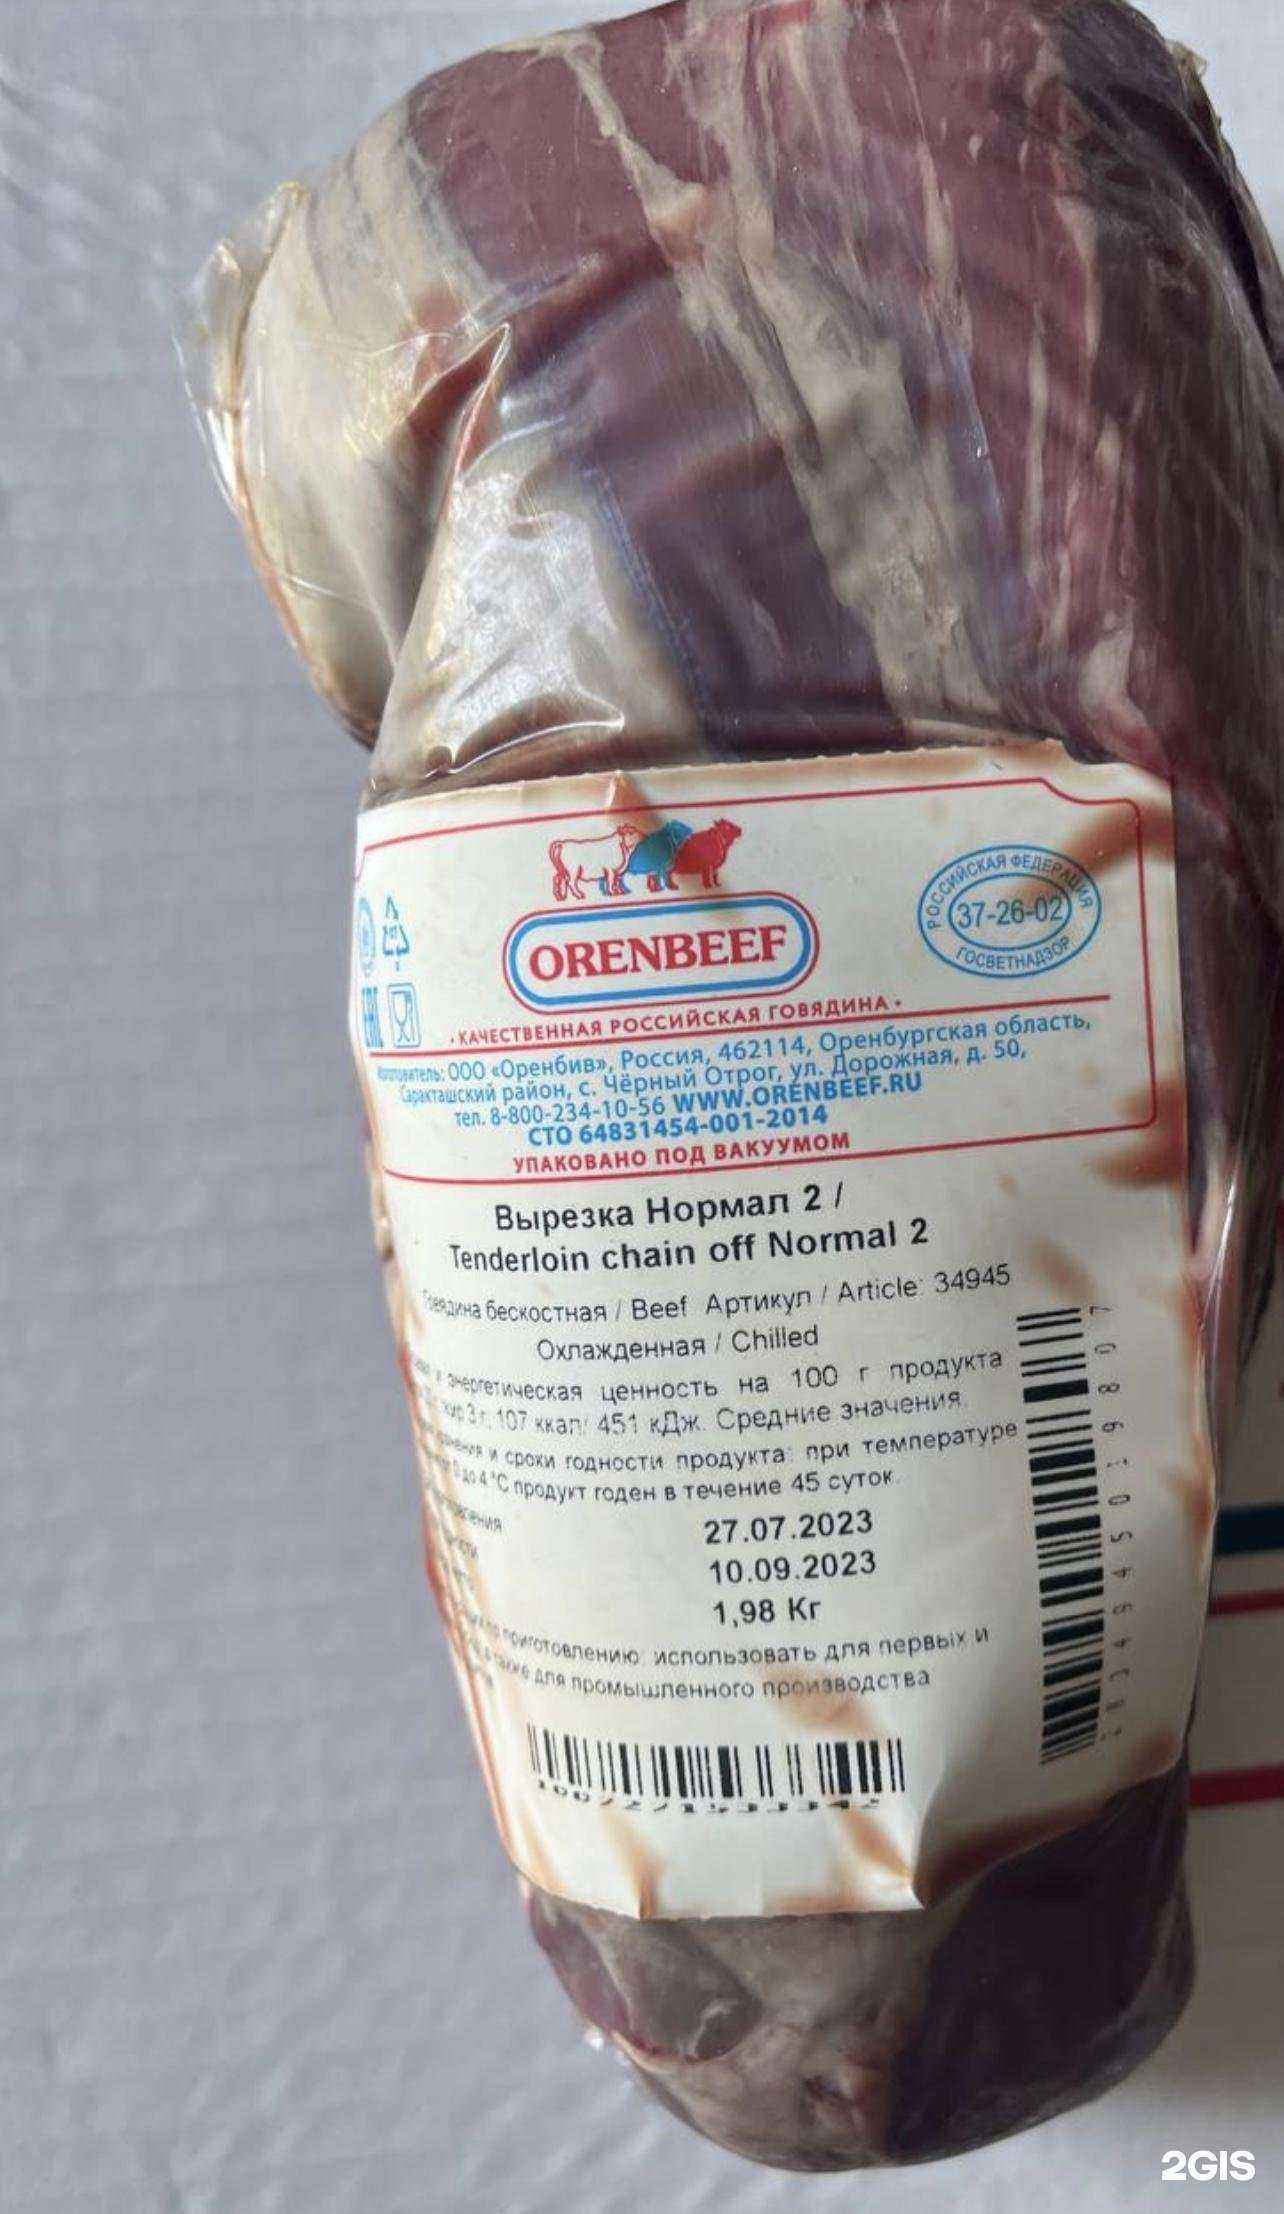 РОССИЙСКАЯ ФЕДЕРАЦИЯ
37-26-02
ГОСВЕТНАДЗОР
EAC
ORENBEEF
• КАЧЕСТВЕННАЯ РОССИЙСКАЯ ГОВЯДИНА •
Изготовитель: ООО «Оренбив», Россия, 462114, Оренбургская область,
Саракташский район, с. Чёрный Отрог, ул. Дорожная, д. 50,
тел. 8-800-234-10-56 WWW.ORENBEEF.RU
СТО 64831454-001-2014
УПАКОВАНО ПОД ВАКУУМОМ
Вырезка Нормал 2 /
Tenderloin chain off Normal 2
Говядина бескостная / Beef Артикул / Article: 34945
Охлажденная / Chilled
и энергетическая ценность на 100 г продукта
жир 3 г, 107 ккал/ 451 кДж. Средние значения.
и сроки годности продукта: при температуре
0 до 4 °С продукт годен в течение 45 суток.
27.07.2023
10.09.2023
1,98 Кг
приготовлению: использовать для первых и
а также для промышленного производства
2GIS